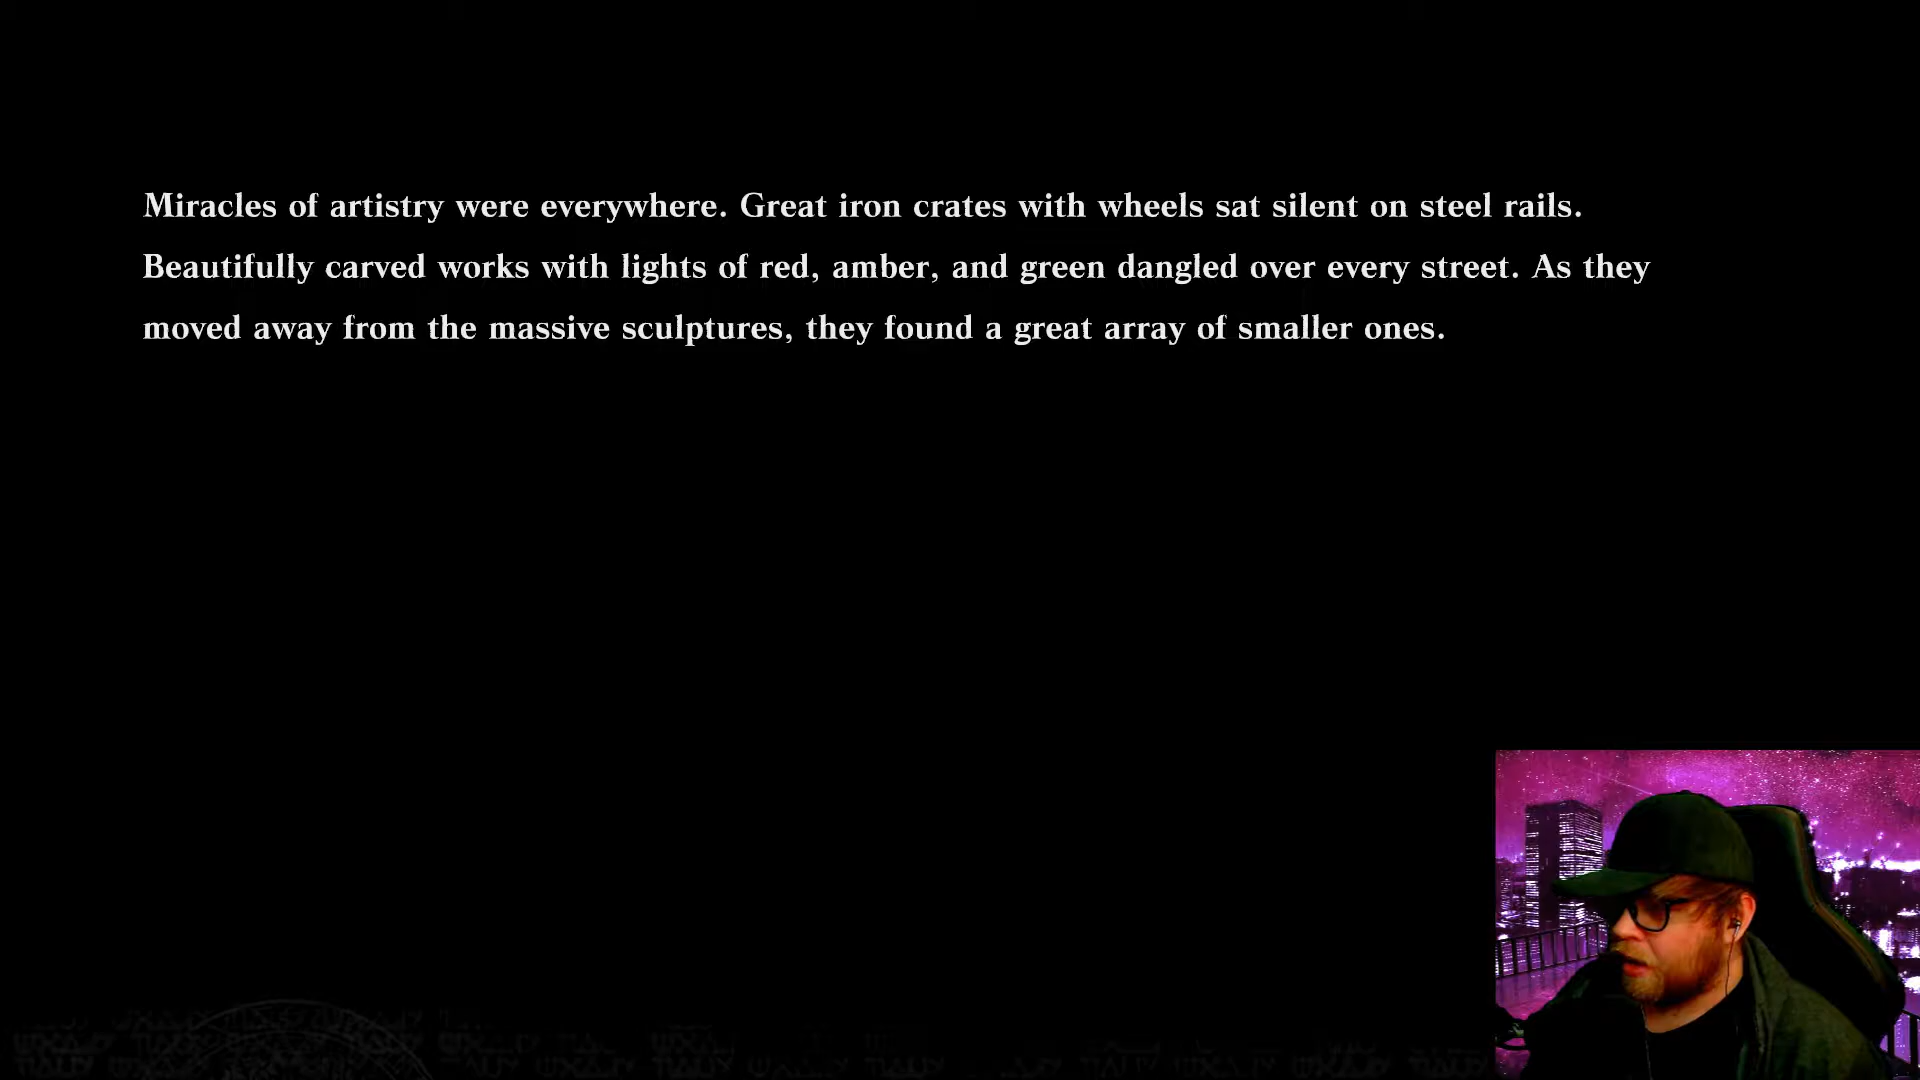 Miracles of artistry were everywhere. Great iron crates with wheels sat silent on steel rails.
Beautifully carved works with lights of red, amber, and green dangled over every street. As they
moved away from the massive sculptures, they found a great array of smaller ones.